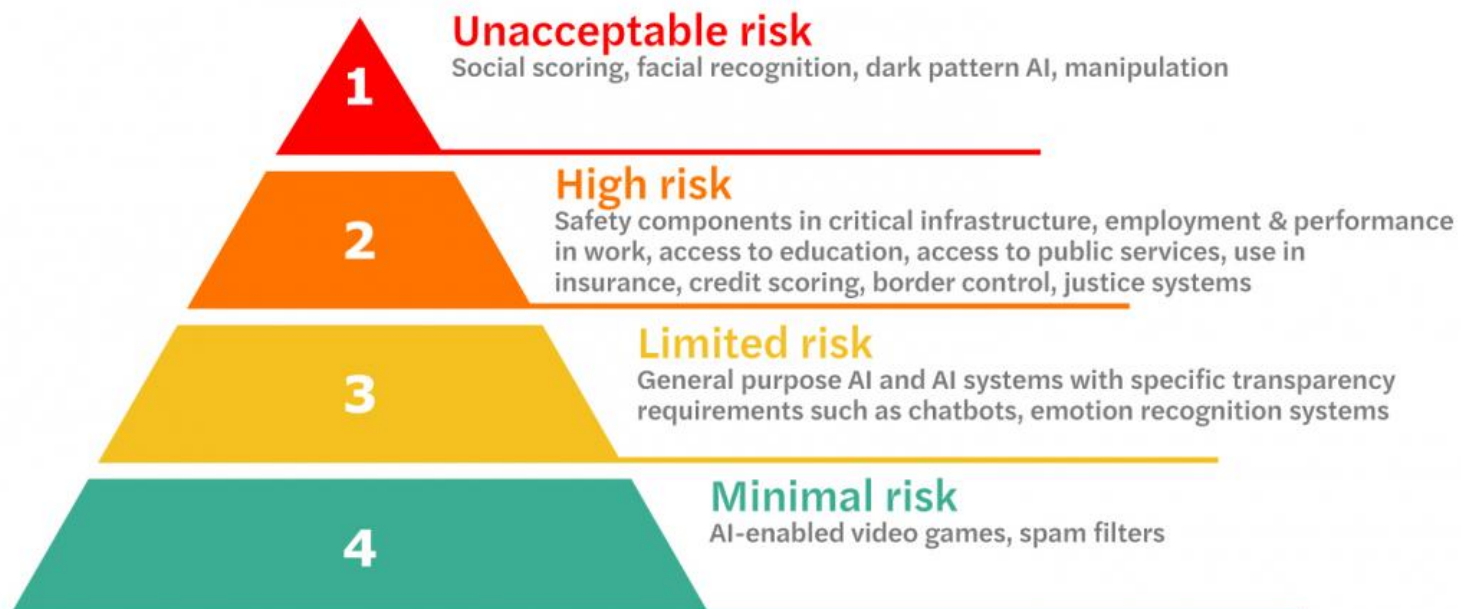 1
Unacceptable risk
Social scoring, facial recognition, dark pattern AI, manipulation
2
High risk
Safety components in critical infrastructure, employment & performance
in work, access to education, access to public services, use in
insurance, credit scoring, border control, justice systems
3
Limited risk
General purpose AI and AI systems with specific transparency
requirements such as chatbots, emotion recognition systems
4
Minimal risk
AI-enabled video games, spam filters